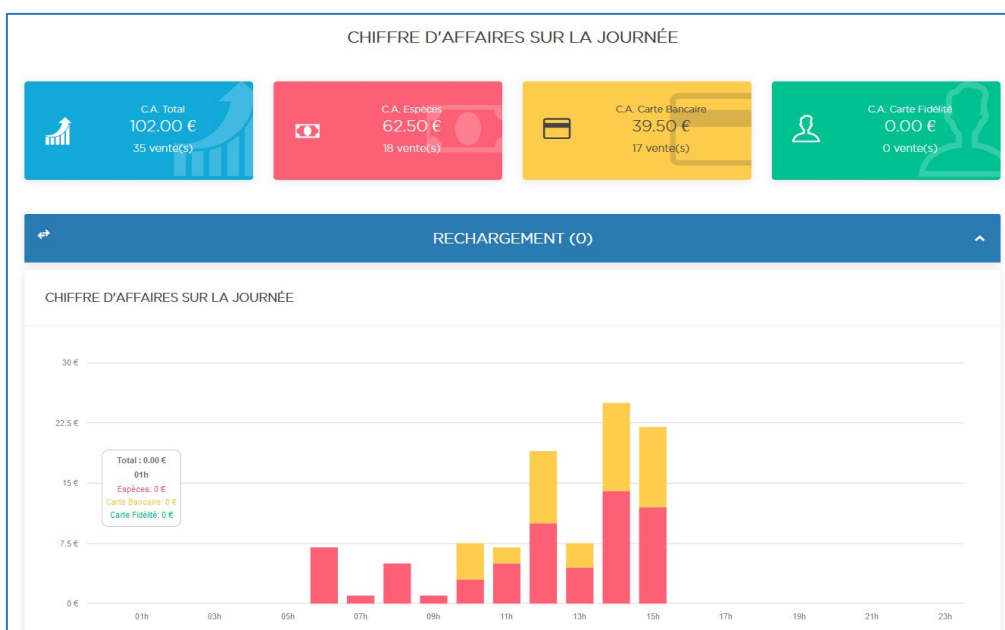 CHIFFRE D'AFFAIRES SUR LA JOURNÉE
C.A. Total
102.00 €
35 vente(s)
C.A. Espèces
62.50 €
18 vente(s)
C.A. Carte Bancaire
39.50 €
17 vente(s)
C.A. Carte Fidélité
0.00 €
0 vente(s)
RECHARGEMENT (0)
CHIFFRE D'AFFAIRES SUR LA JOURNÉE
30 €
22.5 €
15 €
7.5 €
0 €
Total : 0.00 €
01h
Espèces: 0 €
Carte Bancaire: 0 €
Carte Fidélité: 0 €
01h 03h 05h 07h 09h 11h 13h 15h 17h 19h 21h 23h